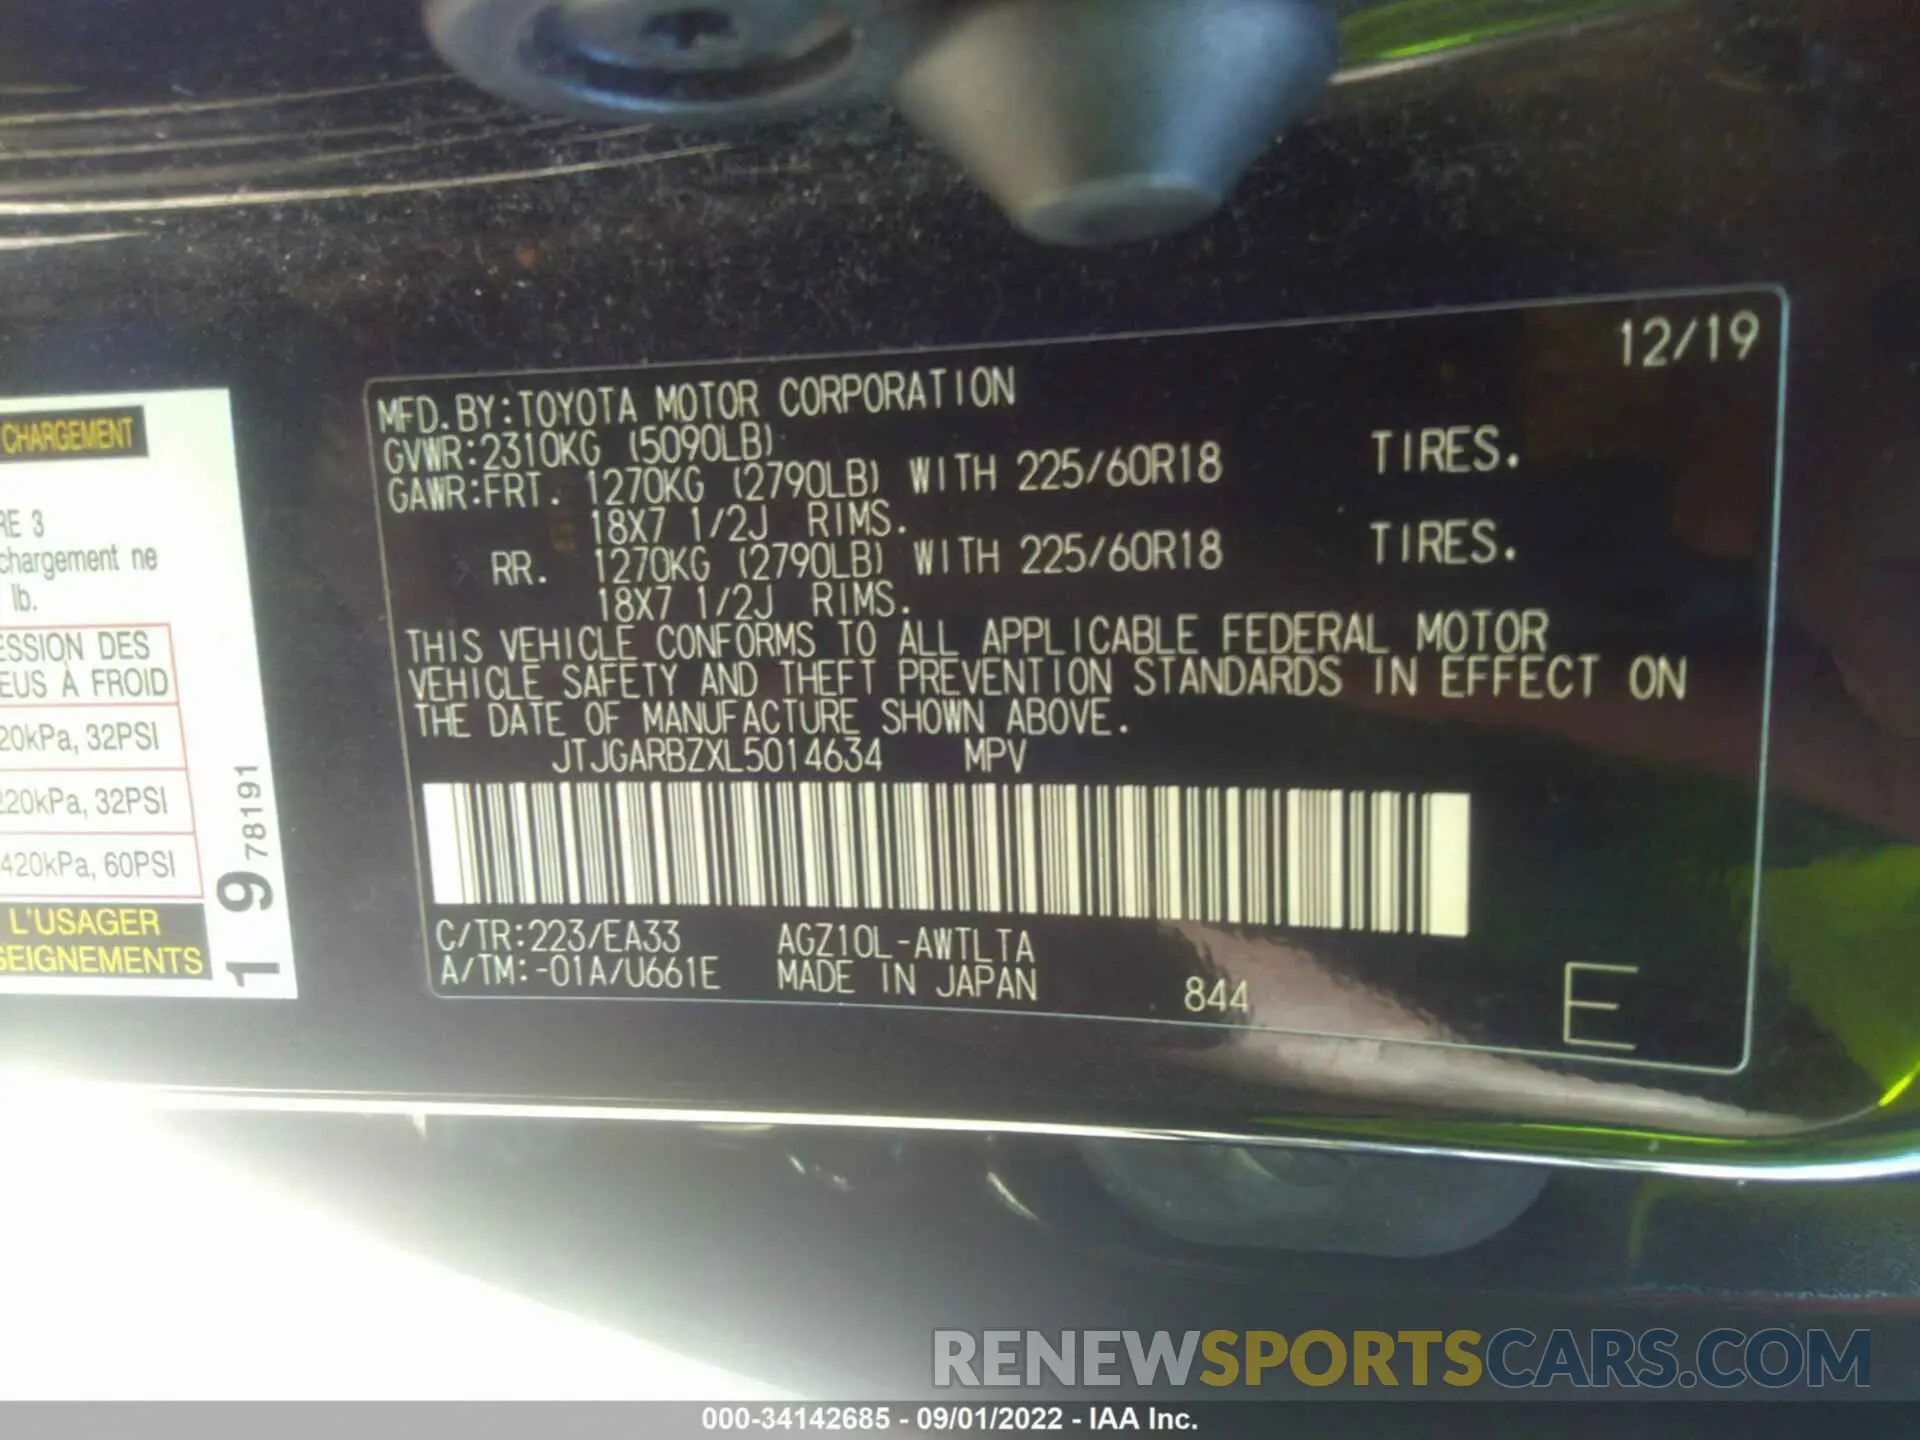 12/19
MFD.BY:TOYOTA MOTOR CORPORATION
GVWR:2310KG (5090LB)
GAWR:FRT. 1270KG (2790LB) WITH 225/60R18 TIRES.
18X7 1/2J RIMS.
RR. 1270KG (2790LB) WITH 225/60R18 TIRES.
18X7 1/2J RIMS.
THIS VEHICLE CONFORMS TO ALL APPLICABLE FEDERAL MOTOR
VEHICLE SAFETY AND THEFT PREVENTION STANDARDS IN EFFECT ON
THE DATE OF MANUFACTURE SHOWN ABOVE.
JTJGARBZXL5014634 MPV
C/TR:223/EA33 AGZ10L-AWTLTA
A/TM:-01A/U661E MADE IN JAPAN 844
E
CHARGEMENT
RE 3
chargement ne
lb.
ESSION DES
EUS À FROID
20kPa, 32PSI
220kPa, 32PSI
420kPa, 60PSI
L'USAGER
SEIGNEMENTS
19 78191
RENEWSPORTSCARS.COM
000-34142685 - 09/01/2022 - IAA Inc.